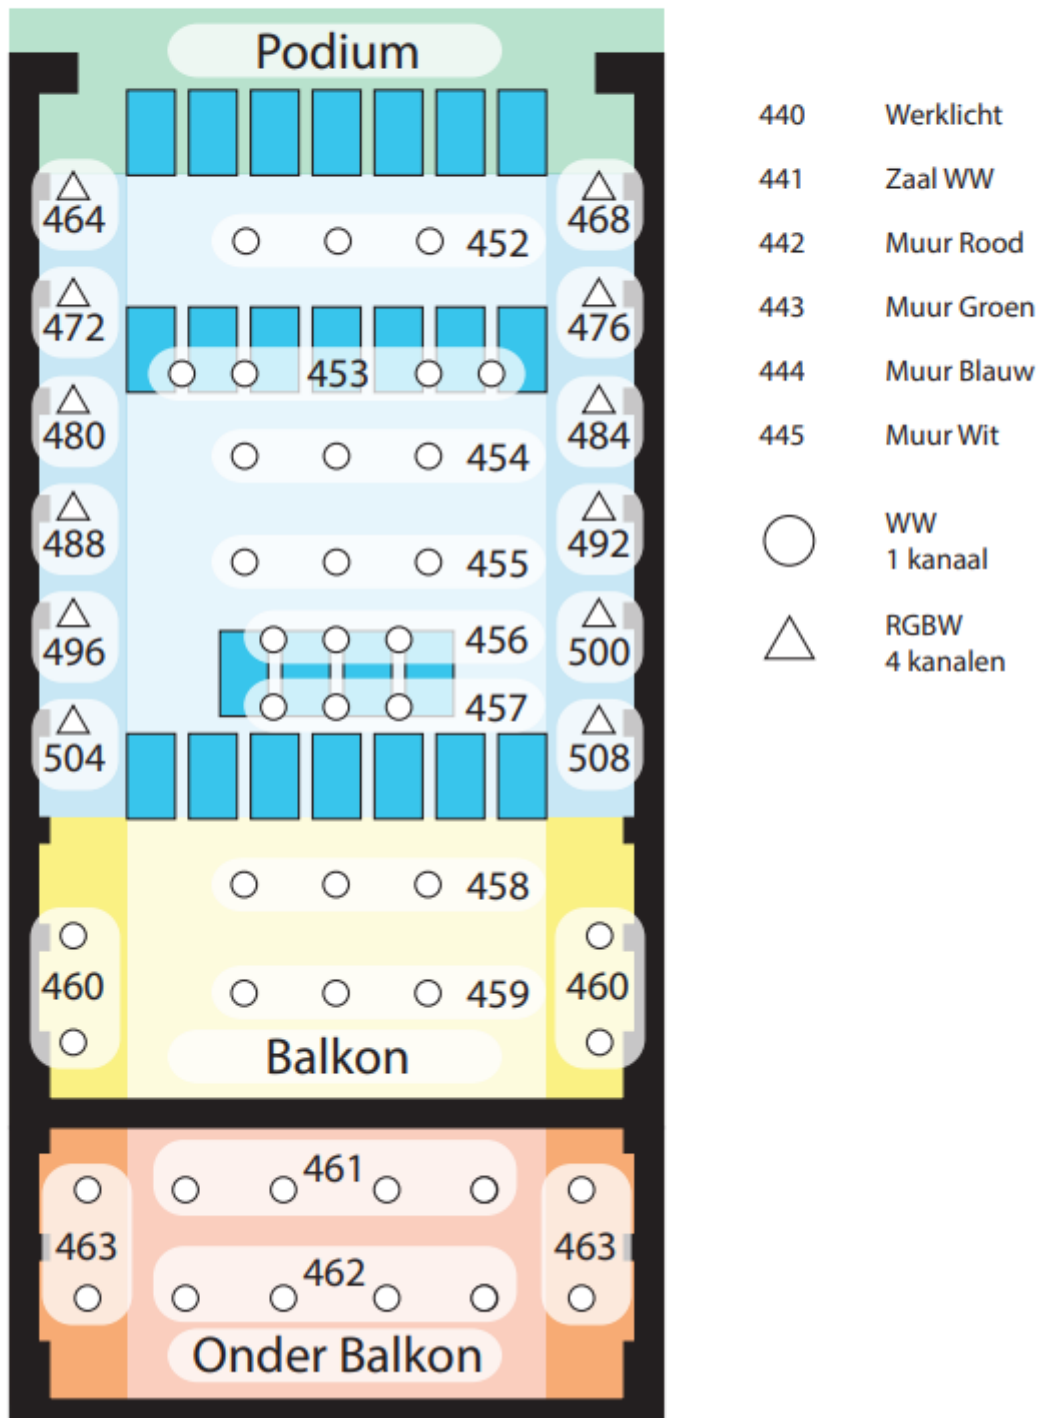 Podium
464
468
452
472
476
453
480
484
454
488
492
455
496
456
500
457
504
508
458
460
460
459
Balkon
461
463
463
462
Onder Balkon
440 Werklicht
441 Zaal WW
442 Muur Rood
443 Muur Groen
444 Muur Blauw
445 Muur Wit
WW
1 kanaal
RGBW
4 kanalen